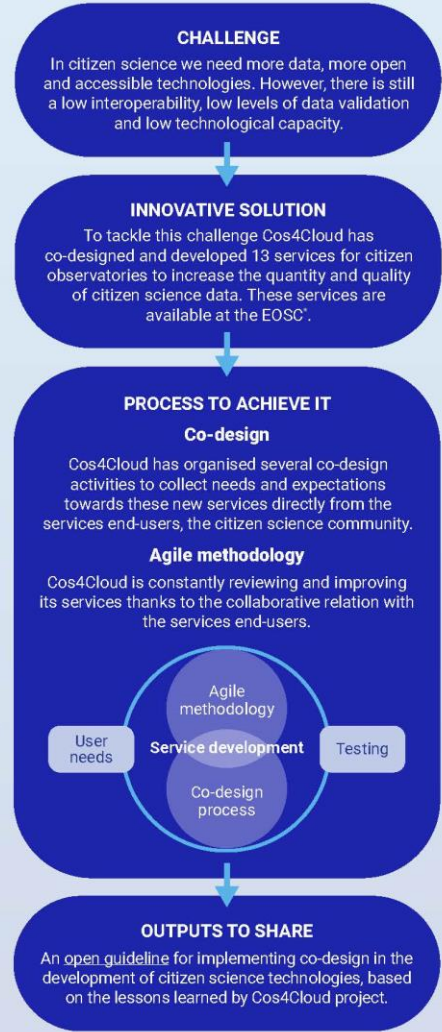 CHALLENGE
In citizen science we need more data, more open
and accessible technologies. However, there is still
a low interoperability, low levels of data validation
and low technological capacity.
INNOVATIVE SOLUTION
To tackle this challenge Cos4Cloud has
co-designed and developed 13 services for citizen
observatories to increase the quantity and quality
of citizen science data. These services are
available at the EOSC*.
PROCESS TO ACHIEVE IT
Co-design
Cos4Cloud has organised several co-design
activities to collect needs and expectations
towards these new services directly from the
services end-users, the citizen science community.
Agile methodology
Cos4Cloud is constantly reviewing and improving
its services thanks to the collaborative relation with
the services end-users.
Agile
methodology
User
needs
Service development
Testing
Co-design
process
OUTPUTS TO SHARE
An open guideline for implementing co-design in the
development of citizen science technologies, based
on the lessons learned by Cos4Cloud project.